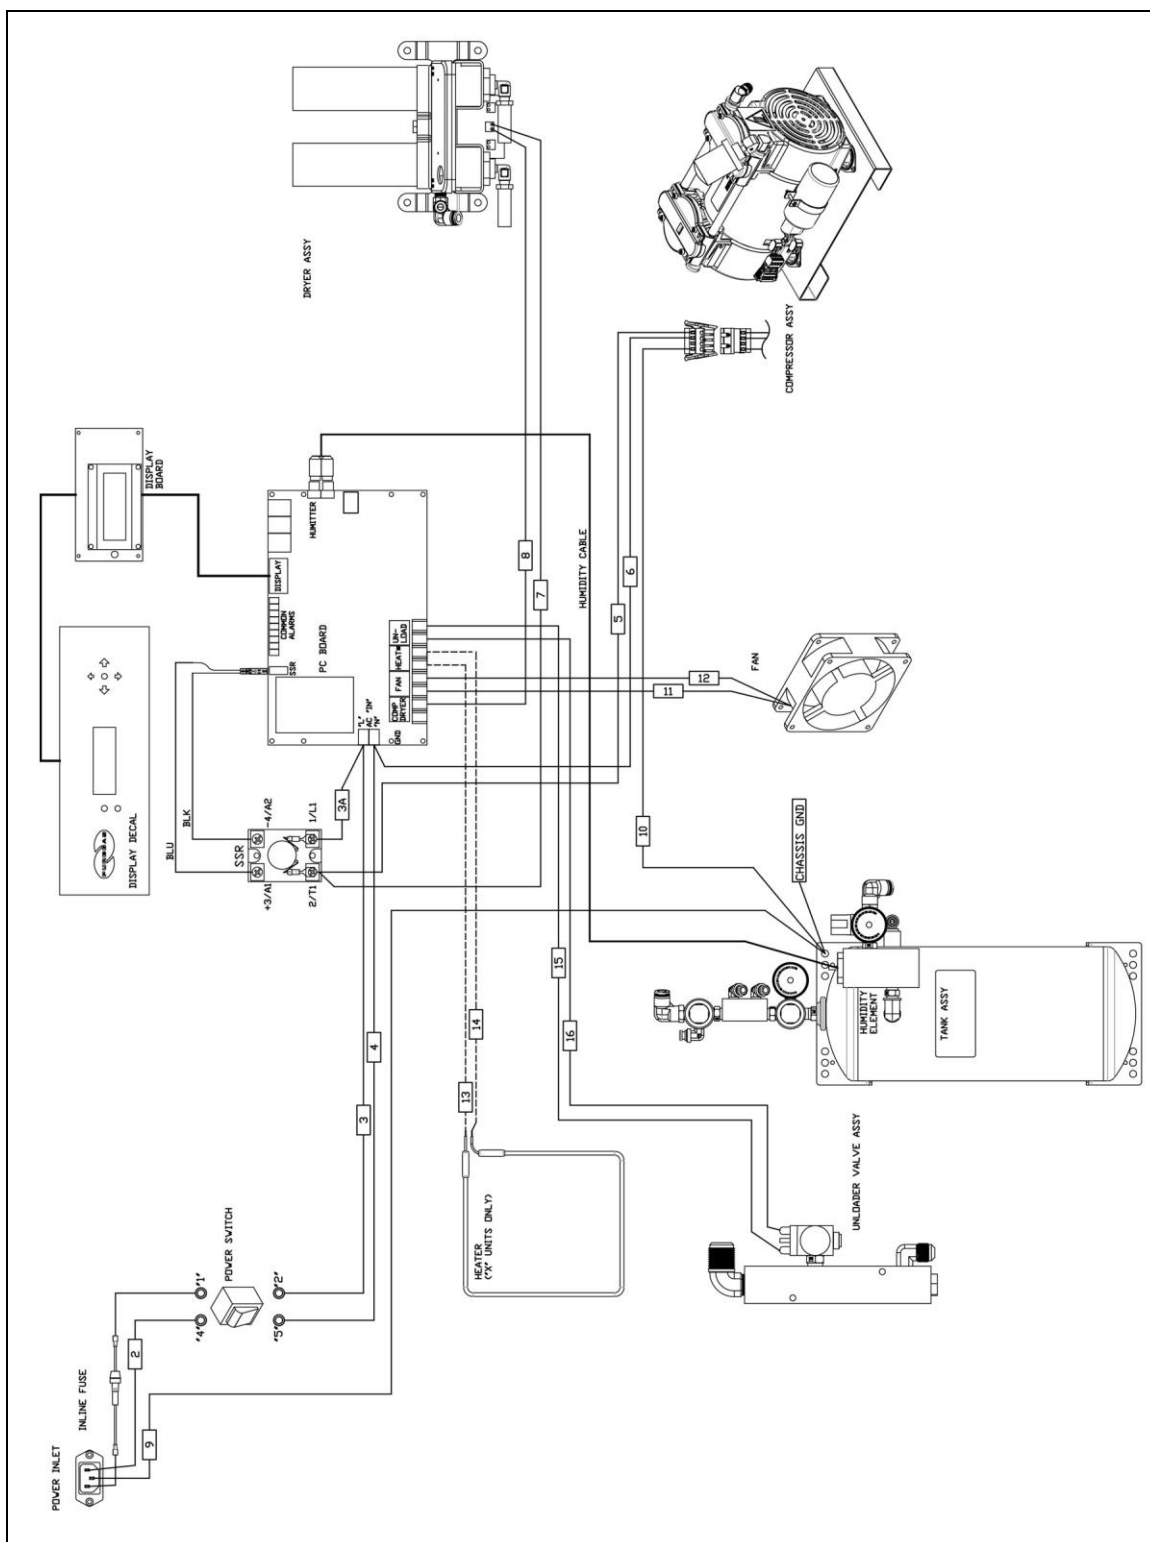 POWER INLET
INLINE FUSE
2
9
"1"
"4"
POWER SWITCH
"2"
"5"
3
4
DISPLAY DECAL
BLU
BLK
SSR
+3/A1
-4/A2
2/T1
1/L1
3A
DISPLAY
BOARD
DISPLAY
COMMON
ALARMS
SSR
PC BOARD
HUMITTER
"L"
AC "IN"
"N"
GND
COMP
DRYER
FAN
HEAT*
UN-
LOAD
DRYER ASSY
8
7
HUMIDITY CABLE
5
6
10
COMPRESSOR ASSY
12
11
FAN
13
14
HEATER
("X" UNITS ONLY)
15
16
CHASSIS GND
HUMIDITY
ELEMENT
TANK ASSY
UNLOADER VALVE ASSY